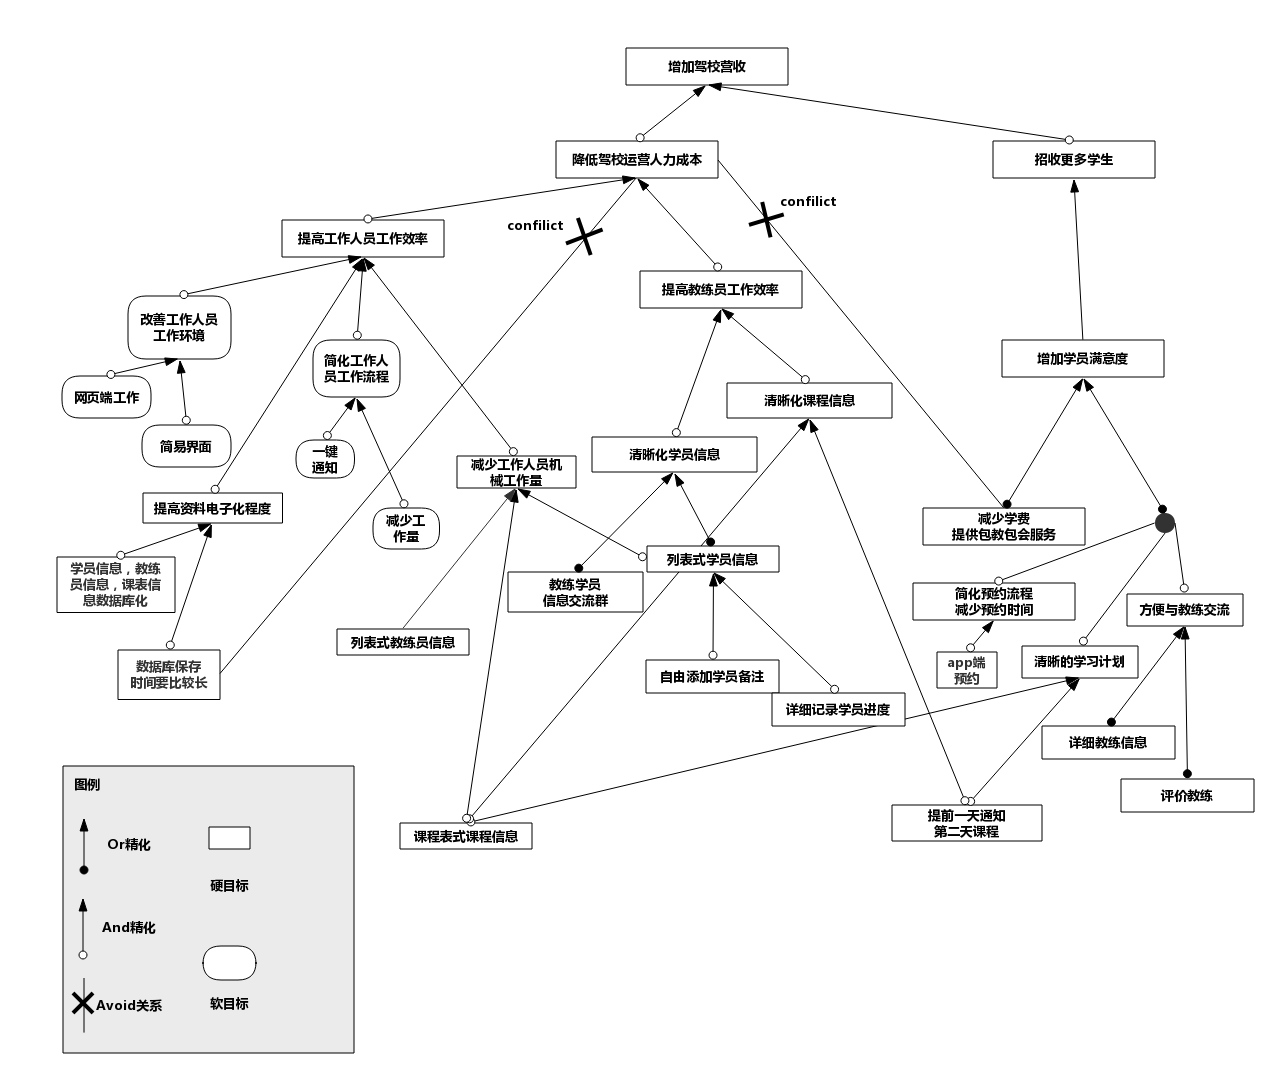 增加驾校营收
降低驾校运营人力成本
招收更多学生
confilict
confilict
提高工作人员工作效率
提高教练员工作效率
改善工作人员
工作环境
简化工作人
员工作流程
增加学员满意度
网页端工作
清晰化课程信息
简易界面
一键
通知
清晰化学员信息
减少工作人员机
械工作量
提高资料电子化程度
减少工
作量
减少学费
提供包教包会服务
学员信息，教练
员信息，课表信
息数据库化
列表式学员信息
教练学员
信息交流群
简化预约流程
减少预约时间
方便与教练交流
列表式教练员信息
数据库保存
时间要比较长
自由添加学员备注
app端
预约
清晰的学习计划
详细记录学员进度
详细教练信息
评价教练
课程表式课程信息
提前一天通知
第二天课程
图例
Or精化
硬目标
And精化
Avoid关系
软目标